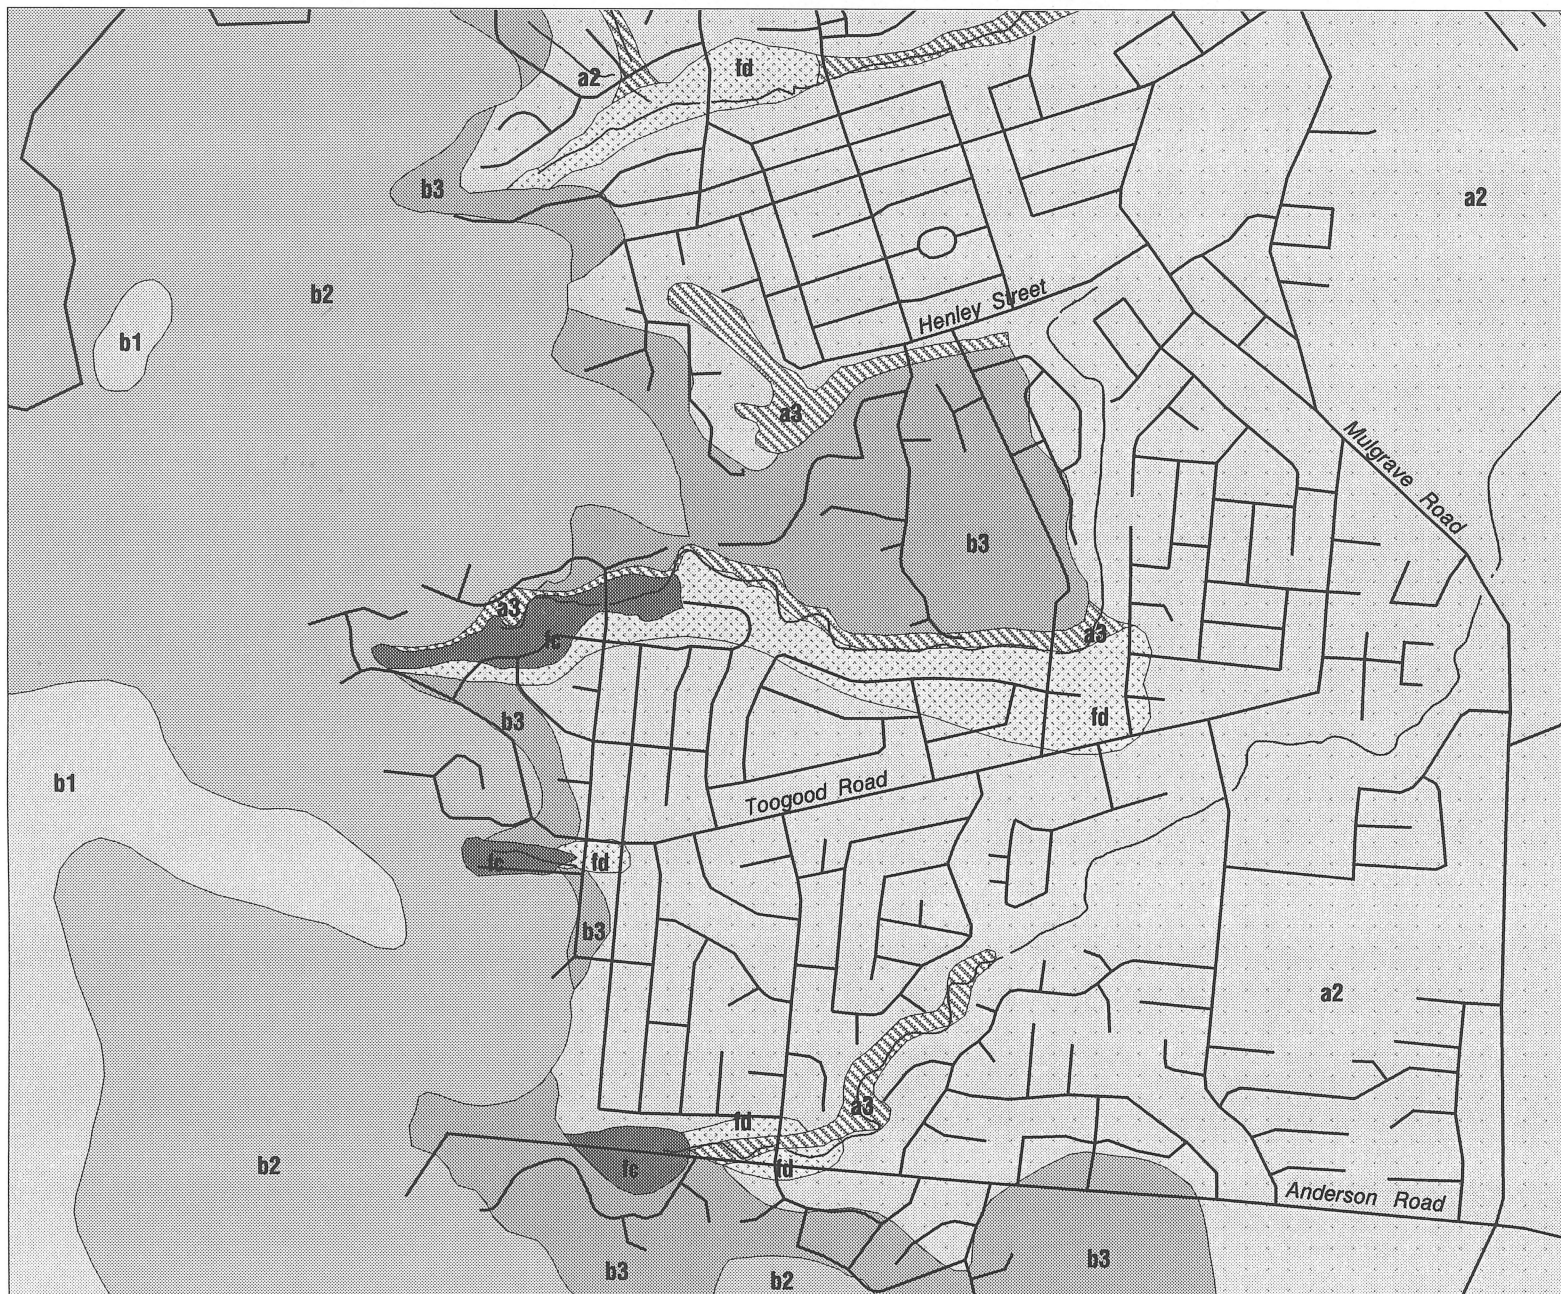 fd
a2
b3
a2
b2
Henley Street
b1
a3
Mulgrave Road
b3
a3
a3
fc
fd
b3
b1
Toogood Road
fc
fd
b3
a2
a3
fd
b2
fc
fd
Anderson Road
b3
b3
b2